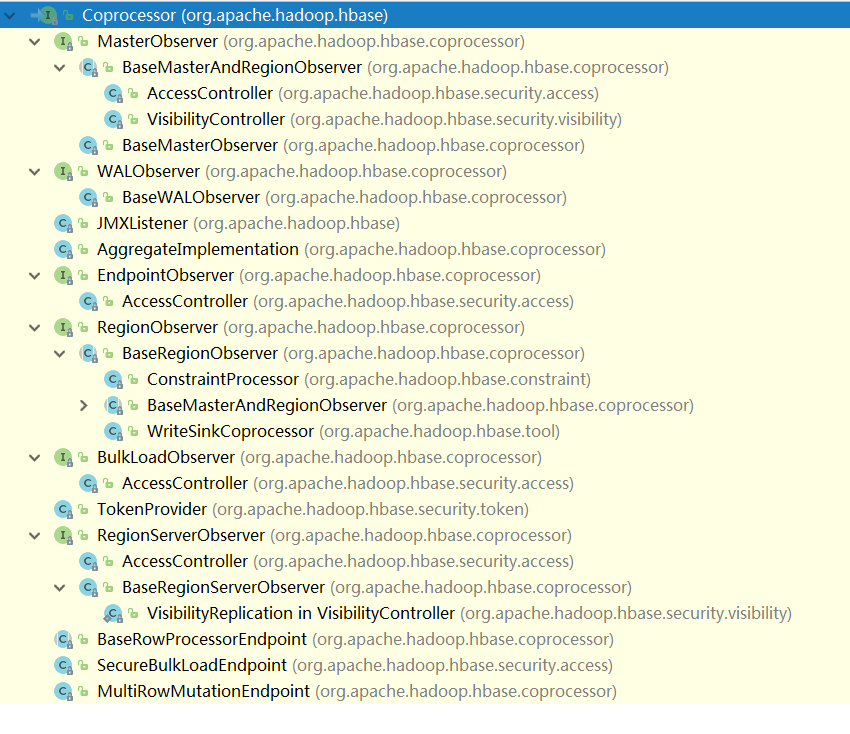 Coprocessor (org.apache.hadoop.hbase)
MasterObserver (org.apache.hadoop.hbase.coprocessor)
BaseMasterAndRegionObserver (org.apache.hadoop.hbase.coprocessor)
AccessController (org.apache.hadoop.hbase.security.access)
VisibilityController (org.apache.hadoop.hbase.security.visibility)
BaseMasterObserver (org.apache.hadoop.hbase.coprocessor)
WALObserver (org.apache.hadoop.hbase.coprocessor)
BaseWALObserver (org.apache.hadoop.hbase.coprocessor)
JMXListener (org.apache.hadoop.hbase)
AggregateImplementation (org.apache.hadoop.hbase.coprocessor)
EndpointObserver (org.apache.hadoop.hbase.coprocessor)
AccessController (org.apache.hadoop.hbase.security.access)
RegionObserver (org.apache.hadoop.hbase.coprocessor)
BaseRegionObserver (org.apache.hadoop.hbase.coprocessor)
ConstraintProcessor (org.apache.hadoop.hbase.constraint)
BaseMasterAndRegionObserver (org.apache.hadoop.hbase.coprocessor)
WriteSinkCoprocessor (org.apache.hadoop.hbase.tool)
BulkLoadObserver (org.apache.hadoop.hbase.coprocessor)
AccessController (org.apache.hadoop.hbase.security.access)
TokenProvider (org.apache.hadoop.hbase.security.token)
RegionServerObserver (org.apache.hadoop.hbase.coprocessor)
AccessController (org.apache.hadoop.hbase.security.access)
BaseRegionServerObserver (org.apache.hadoop.hbase.coprocessor)
VisibilityReplication in VisibilityController (org.apache.hadoop.hbase.security.visibility)
BaseRowProcessorEndpoint (org.apache.hadoop.hbase.coprocessor)
SecureBulkLoadEndpoint (org.apache.hadoop.hbase.security.access)
MultiRowMutationEndpoint (org.apache.hadoop.hbase.coprocessor)